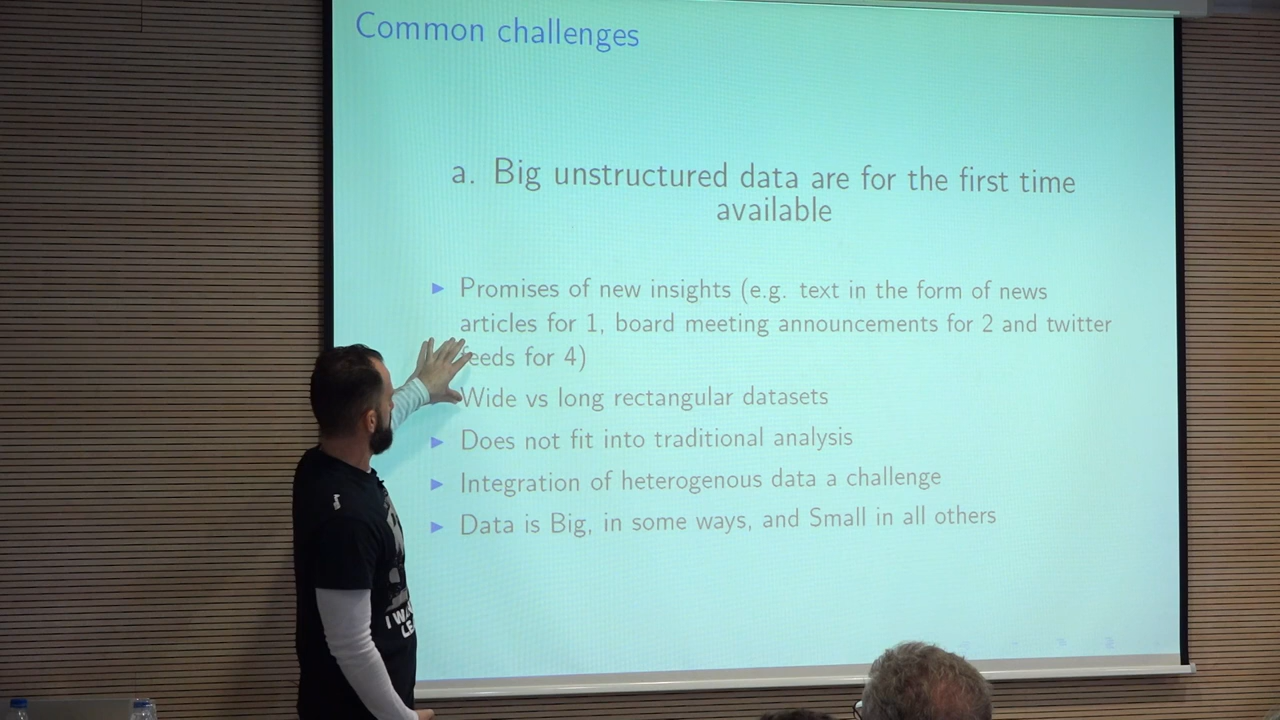 Common challenges
a. Big unstructured data are for the first time
available
Promises of new insights (e.g. text in the form of news
articles for 1, board meeting announcements for 2 and twitter
feeds for 4)
Wide vs long rectangular datasets
Does not fit into traditional analysis
Integration of heterogenous data a challenge
Data is Big, in some ways, and Small in all others
I